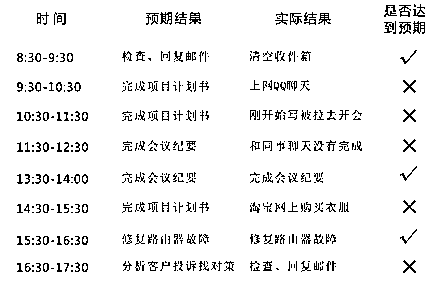 时间 预期结果 实际结果 是否达到预期
8:30-9:30 检查、回复邮件 清空收件箱 ✓
9:30-10:30 完成项目计划书 上网QQ聊天 ✕
10:30-11:30 完成项目计划书 刚开始写被拉去开会 ✕
11:30-12:30 完成会议纪要 和同事聊天没有完成 ✕
13:30-14:00 完成会议纪要 完成会议纪要 ✓
14:30-15:30 完成项目计划书 淘宝网上购买衣服 ✕
15:30-16:30 修复路由器故障 修复路由器故障 ✓
16:30-17:30 分析客户投诉找对策 检查、回复邮件 ✕